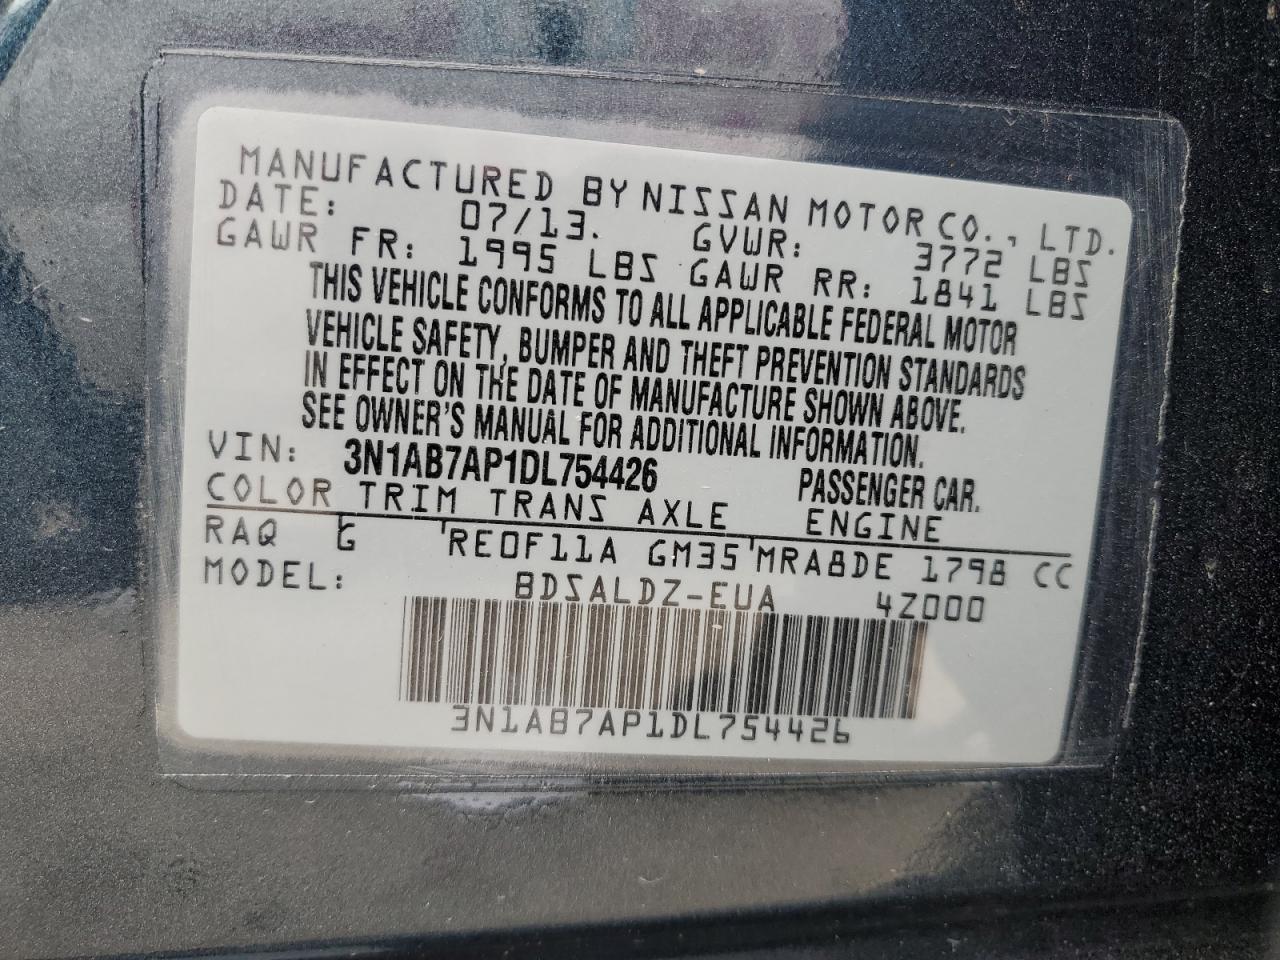 MANUFACTURED BY NISSAN MOTOR CO., LTD.
DATE: 07/13. GVWR: 3772 LBS
GAWR FR: 1995 LBS GAWR RR: 1841 LBS
THIS VEHICLE CONFORMS TO ALL APPLICABLE FEDERAL MOTOR
VEHICLE SAFETY, BUMPER AND THEFT PREVENTION STANDARDS
IN EFFECT ON THE DATE OF MANUFACTURE SHOWN ABOVE.
SEE OWNER'S MANUAL FOR ADDITIONAL INFORMATION.
VIN: 3N1AB7AP1DL754426 PASSENGER CAR.
COLOR TRIM TRANS AXLE ENGINE
RAQ G RE0F11A GM35 MRA8DE 1798 CC
MODEL: BDSALDZ-EUA 4Z000
3N1AB7AP1DL754426